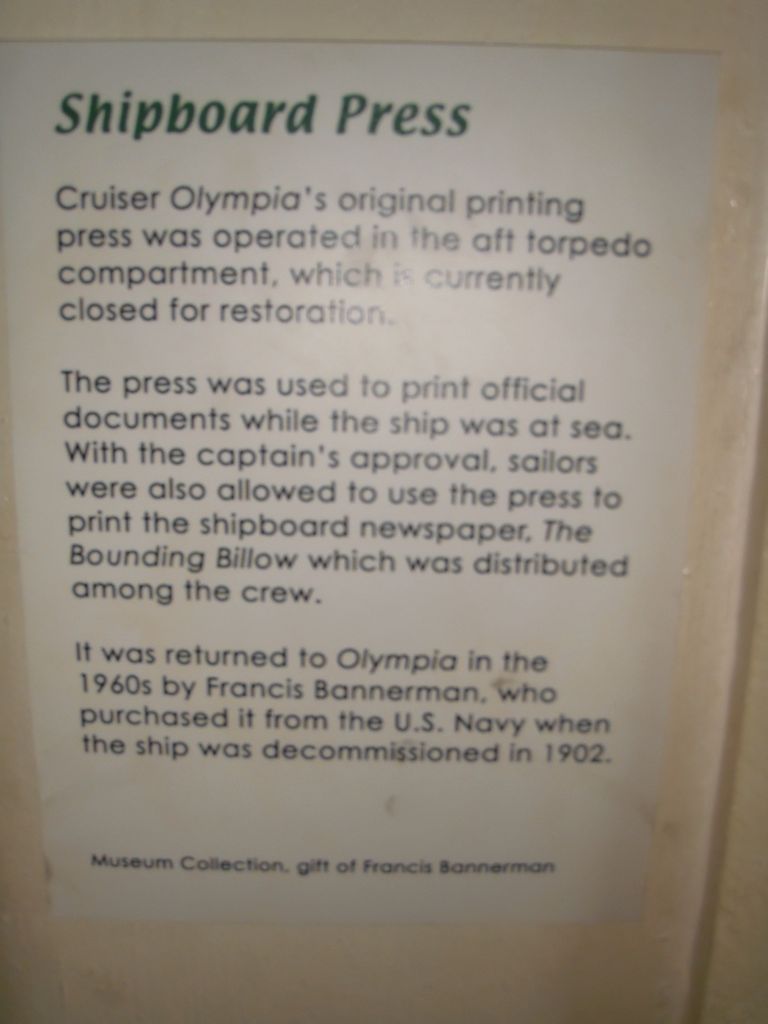 Shipboard Press
Cruiser Olympia's original printing
press was operated in the aft torpedo
compartment, which is currently
closed for restoration.
The press was used to print official
documents while the ship was at sea.
With the captain's approval, sailors
were also allowed to use the press to
print the shipboard newspaper, The
Bounding Billow which was distributed
among the crew.
It was returned to Olympia in the
1960s by Francis Bannerman, who
purchased it from the U.S. Navy when
the ship was decommissioned in 1902.
Museum Collection, gift of Francis Bannerman